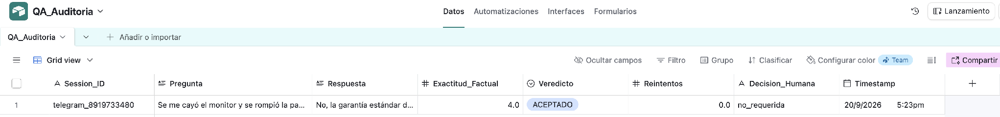 QA_Auditoria
Datos Automatizaciones Interfaces Formularios
Lanzamiento
QA_Auditoria
Añadir o importar
Grid view
Ocultar campos Filtro Grupo Clasificar Configurar color Team Compartir
Session_ID Pregunta Respuesta Exactitud_Factual Veredicto Reintentos Decision_Humana Timestamp
1 telegram_8919733480 Se me cayó el monitor y se rompió la pa... No, la garantía estándar d... 4.0 ACEPTADO 0.0 no_requerida 20/9/2026 5:23pm